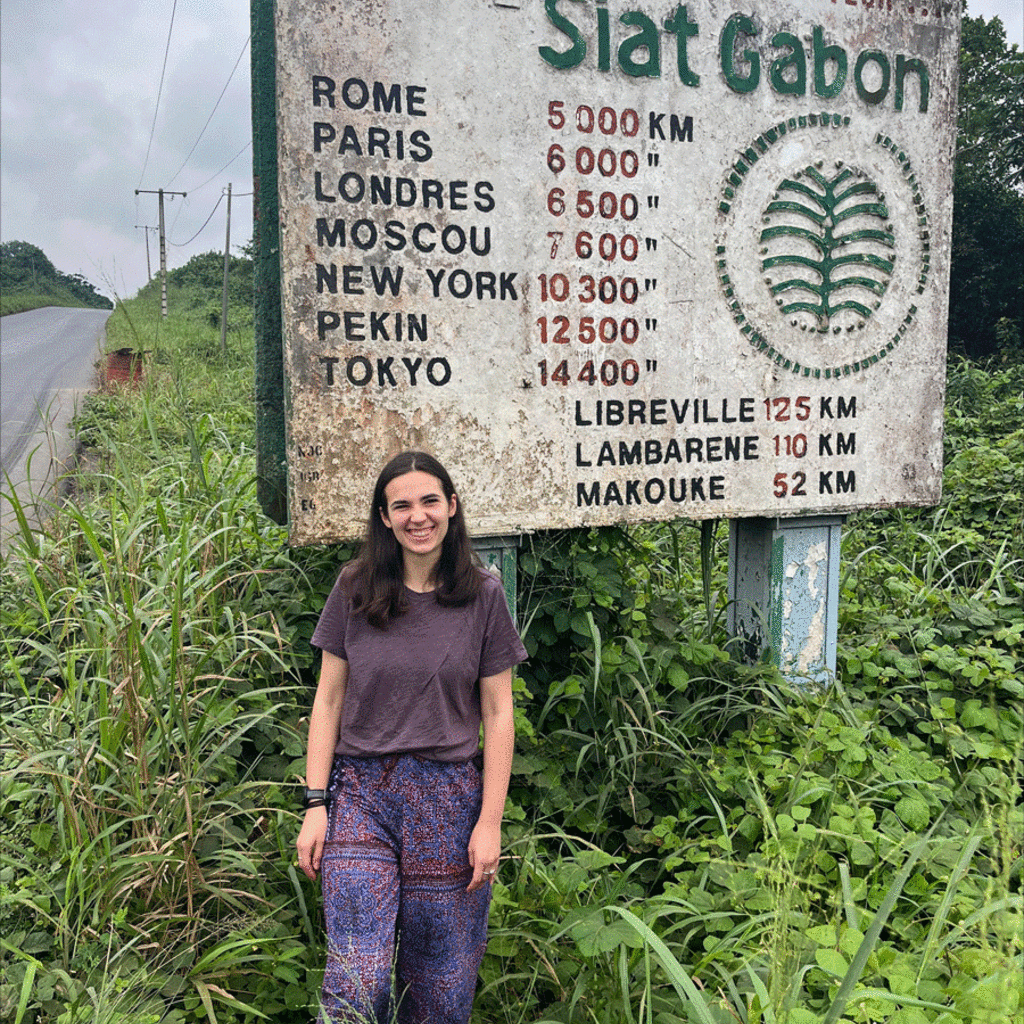 Siat Gabon
ROME 5 000 KM
PARIS 6 000 "
LONDRES 6 500 "
MOSCOU 7 600 "
NEW YORK 10 300 "
PEKIN 12 500 "
TOKYO 14 400 "
LIBREVILLE 125 KM
LAMBARENE 110 KM
MAKOUKE 52 KM